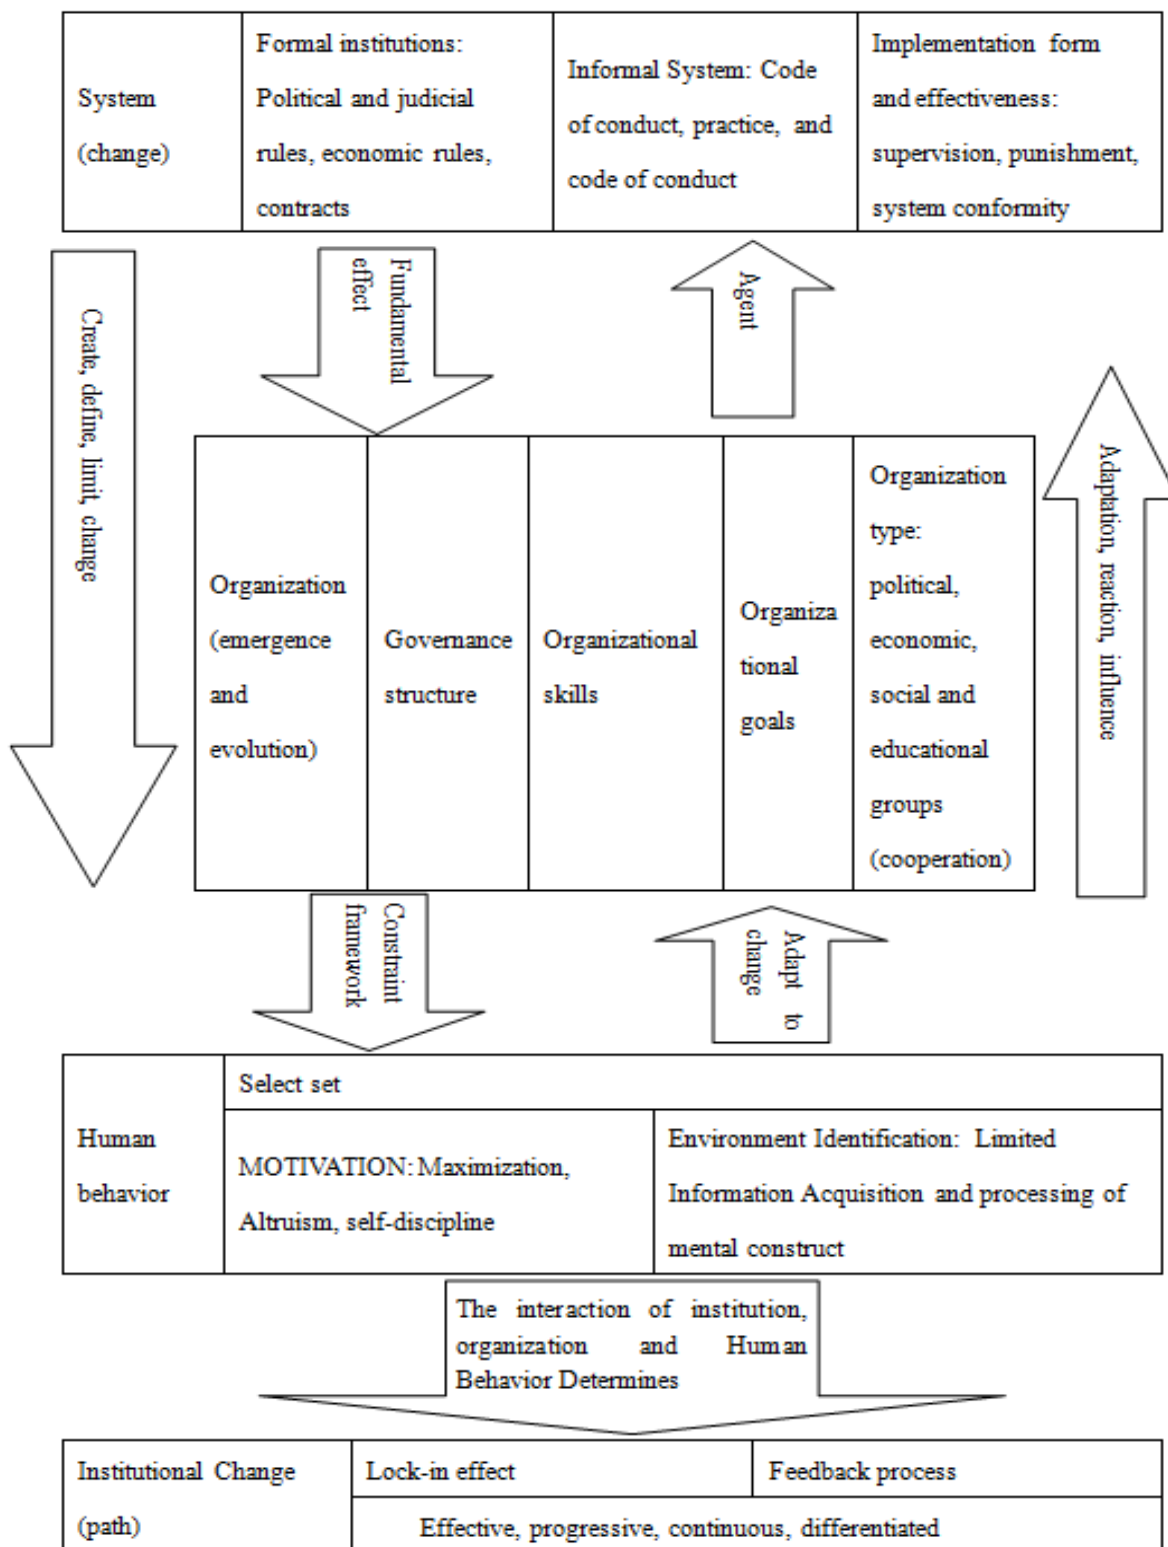 System
(change)
Formal institutions:
Political and judicial
rules, economic rules,
contracts
Informal System: Code
of conduct, practice, and
code of conduct
Implementation form
and effectiveness:
supervision, punishment,
system conformity
Create, define, limit, change
Fundamental
effect
Agent
Adaptation, reaction, influence
Organization
(emergence
and
evolution)
Governance
structure
Organizational
skills
Organiza
tional
goals
Organization
type:
political,
economic,
social and
educational
groups
(cooperation)
Constraint
framework
Adapt to
change
Human
behavior
Select set
MOTIVATION: Maximization,
Altruism, self-discipline
Environment Identification: Limited
Information Acquisition and processing of
mental construct
The interaction of institution,
organization and Human
Behavior Determines
Institutional Change
(path)
Lock-in effect
Feedback process
Effective, progressive, continuous, differentiated